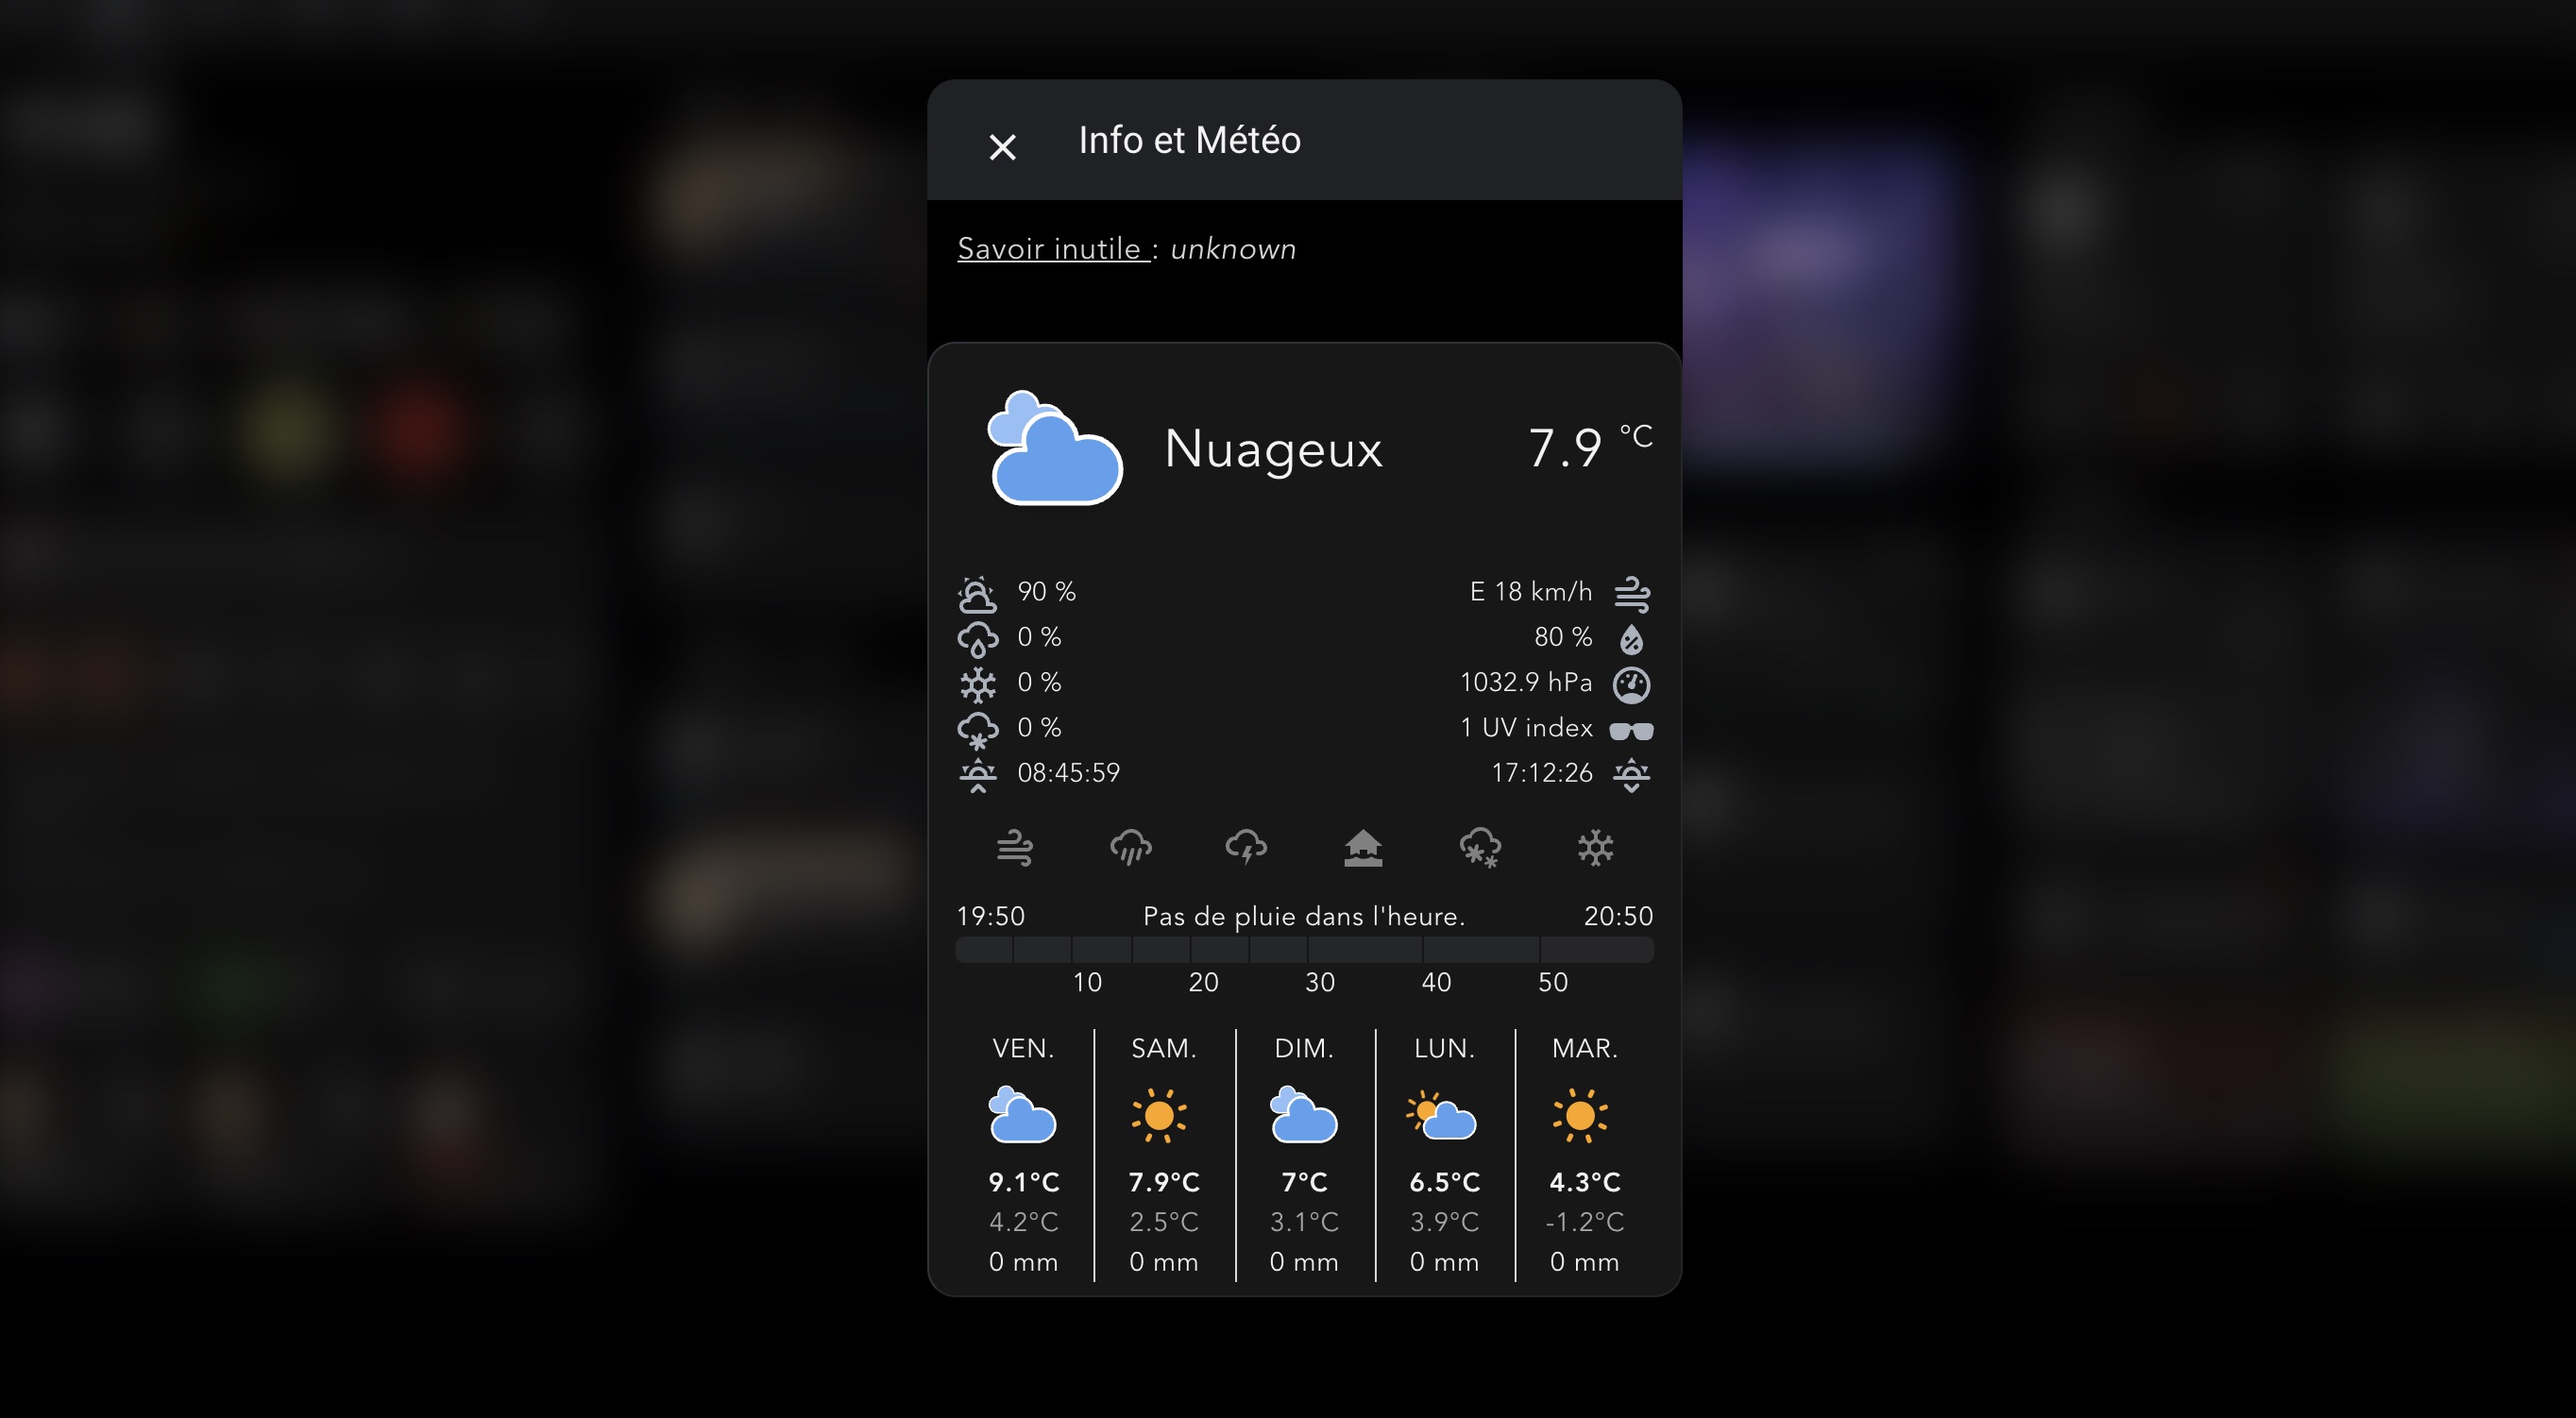 Info et Météo
Savoir inutile : unknown
Nuageux 7.9 °C
90 % E 18 km/h
0 % 80 %
0 % 1032.9 hPa
0 % 1 UV index
08:45:59 17:12:26
19:50 Pas de pluie dans l'heure. 20:50
10 20 30 40 50
VEN. SAM. DIM. LUN. MAR.
9.1°C 7.9°C 7°C 6.5°C 4.3°C
4.2°C 2.5°C 3.1°C 3.9°C -1.2°C
0 mm 0 mm 0 mm 0 mm 0 mm